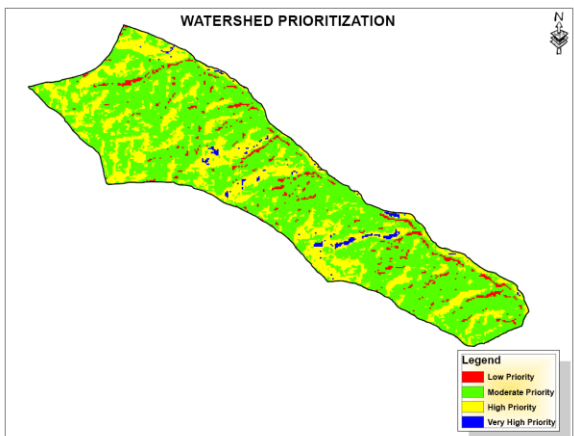 WATERSHED PRIORITIZATION
N
Legend
Low Priority
Moderate Priority
High Priority
Very High Priority